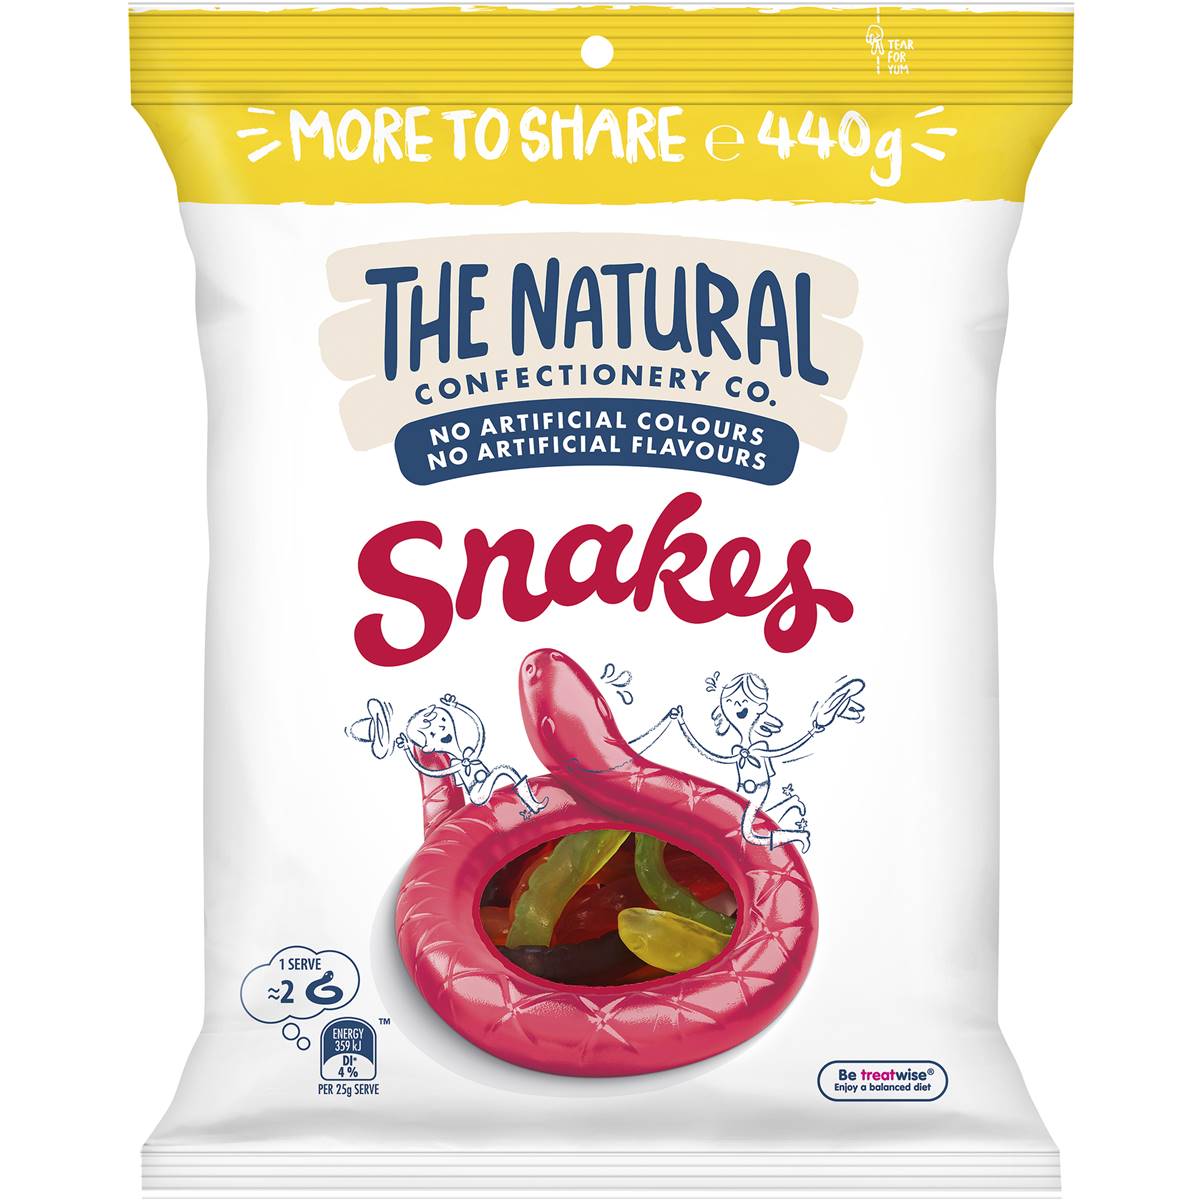 TEAR
FOR
YUM
MORE TO SHARE ℮ 440g
THE NATURAL
CONFECTIONERY CO.
NO ARTIFICIAL COLOURS
NO ARTIFICIAL FLAVOURS
Snakes
1 SERVE
≈2
ENERGY
359 kJ
DI*
4%
PER 25g SERVE
™
Be treatwise®
Enjoy a balanced diet